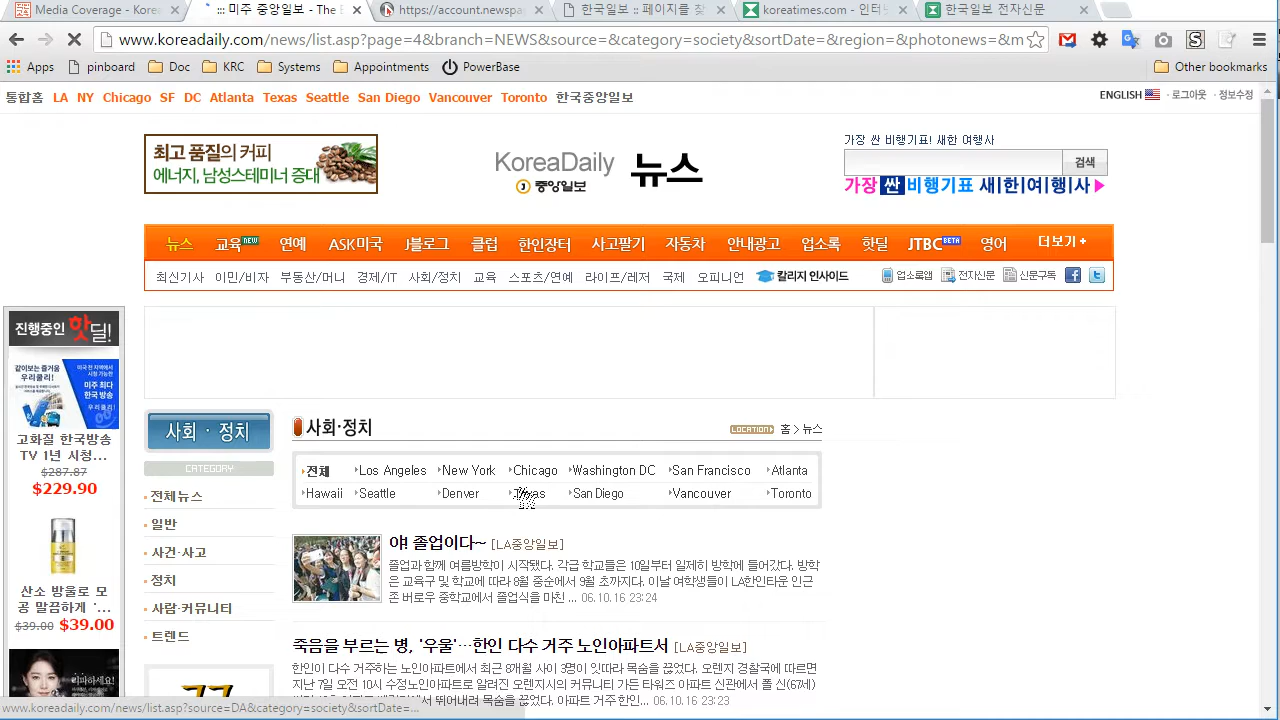 Media Coverage - Korea
::: 미주 중앙일보 - The E
https://account.newspa
한국일보 :: 페이지를 찾
koreatimes.com - 인터넷
한국일보 전자신문
www.koreadaily.com/news/list.asp?page=4&branch=NEWS&source=&category=society&sortDate=&region=&photonews=&m
Apps pinboard Doc KRC Systems Appointments PowerBase Other bookmarks
통합홈 LA NY Chicago SF DC Atlanta Texas Seattle San Diego Vancouver Toronto 한국중앙일보
ENGLISH 로그아웃 정보수정
최고 품질의 커피
에너지, 남성스테미너 증대
KoreaDaily
중앙일보
뉴스
가장 싼 비행기표! 새한 여행사
검색
가장 싼 비행기표 새|한|여|행|사
뉴스 교육 NEW 연예 ASK미국 J블로그 클럽 한인장터 사고팔기 자동차 안내광고 업소록 핫딜 JTBC BETA 영어 더보기 +
최신기사 이민/비자 부동산/머니 경제/IT 사회/정치 교육 스포츠/연예 라이프/레저 국제 오피니언 칼리지 인사이드 업소록앱 전자신문 신문구독
진행중인 핫딜!
같이보는 즐거움
우리쿨리!
미주 최다
한국 방송
고화질 한국방송
TV 1년 시청...
$287.87
$229.90
산소 방울로 모
공 말끔하게 '...
$39.00 $39.00
리파하세요!
사회 · 정치
CATEGORY
전체뉴스
일반
사건·사고
정치
사람·커뮤니티
트렌드
사회·정치
LOCATION 홈 > 뉴스
전체 Los Angeles New York Chicago Washington DC San Francisco Atlanta
Hawaii Seattle Denver Texas San Diego Vancouver Toronto
야! 졸업이다~ [LA중앙일보]
졸업과 함께 여름방학이 시작됐다. 각급 학교들은 10일부터 일제히 방학에 들어갔다. 방학
은 교육구 및 학교에 따라 8월 중순에서 9월 초까지다. 이날 여학생들이 LA한인타운 인근
존 버로우 중학교에서 졸업식을 마친 ... 06.10.16 23:24
죽음을 부르는 병, '우울'…한인 다수 거주 노인아파트서 [LA중앙일보]
한인이 다수 거주하는 노인아파트에서 최근 8개월 사이 3명이 잇따라 목숨을 끊었다. 오렌지경찰국에 따르면
지난 7일 오전 10시 수정노인아파트로 알려진 오렌지시의 커뮤니티 가든 타워즈 아파트 신관에서 폴 신(67세)
뛰어내려 목숨을 끊었다. 아파트 거주 한인... 06.10.16 23:23
www.koreadaily.com/news/list.asp?source=DA&category=society&sortDate=...